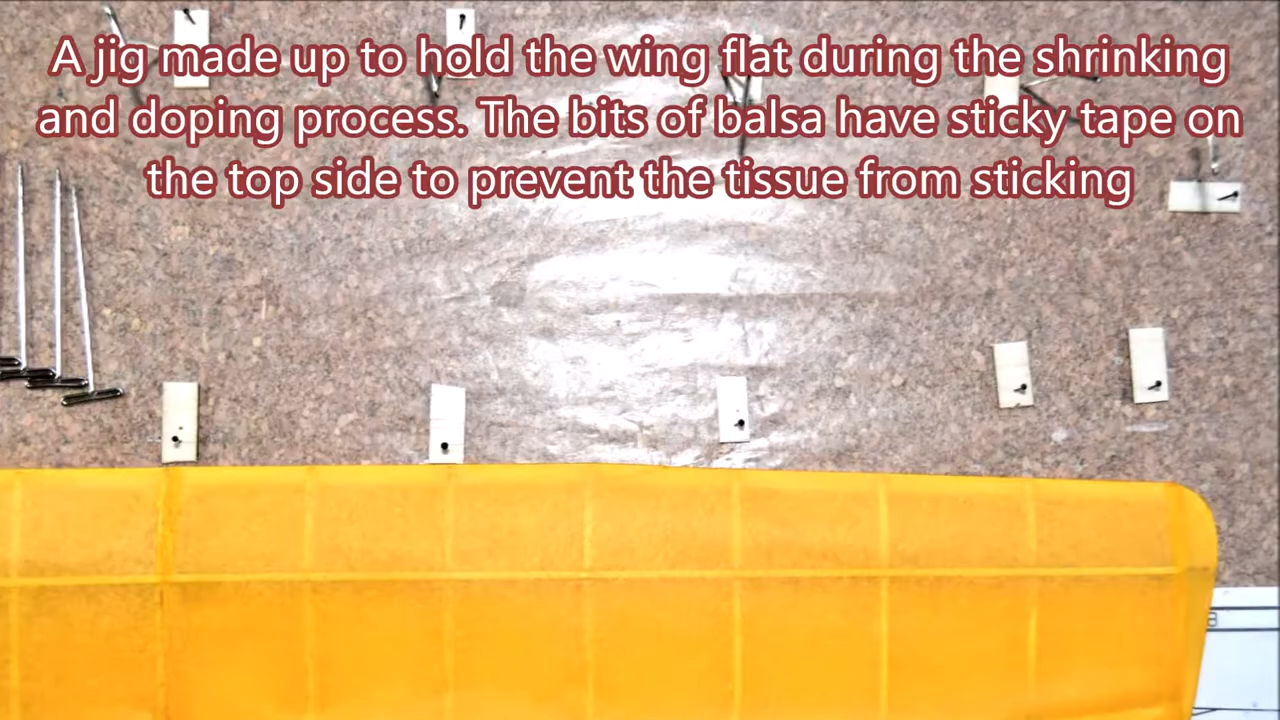 A jig made up to hold the wing flat during the shrinking
and doping process. The bits of balsa have sticky tape on
the top side to prevent the tissue from sticking
8